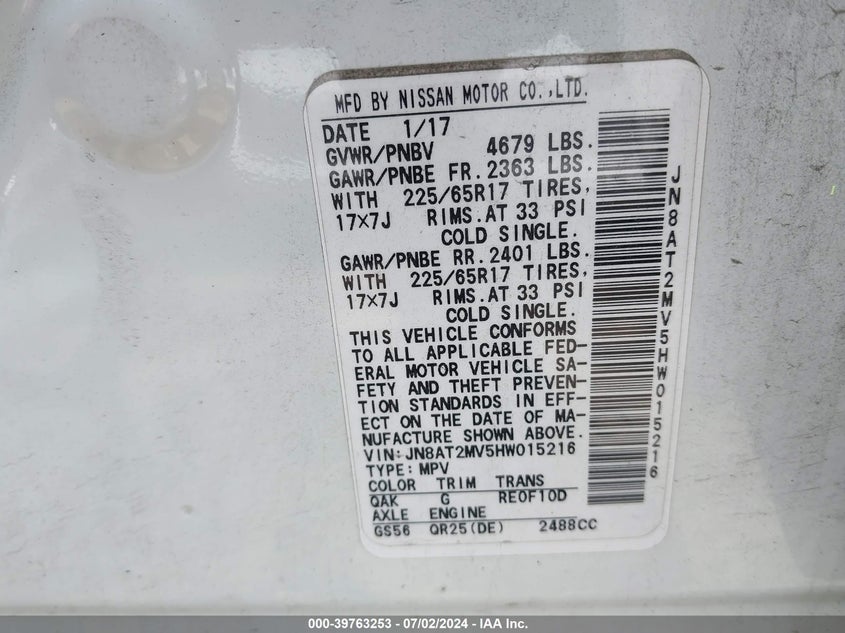 MFD BY NISSAN MOTOR CO.,LTD.
DATE 1/17
GVWR/PNBV 4679 LBS.
GAWR/PNBE FR. 2363 LBS.
WITH 225/65R17 TIRES,
17X7J RIMS.AT 33 PSI
COLD SINGLE.
GAWR/PNBE RR. 2401 LBS.
WITH 225/65R17 TIRES,
17X7J RIMS.AT 33 PSI
COLD SINGLE.
THIS VEHICLE CONFORMS
TO ALL APPLICABLE FED-
ERAL MOTOR VEHICLE SA-
FETY AND THEFT PREVEN-
TION STANDARDS IN EFF-
ECT ON THE DATE OF MA-
NUFACTURE SHOWN ABOVE.
VIN:JN8AT2MV5HW015216
TYPE:MPV
COLOR TRIM TRANS
QAK G RE0F10D
AXLE ENGINE
GS56 QR25(DE) 2488CC
JN8AT2MV5HW015216
000-39763253 - 07/02/2024 - IAA Inc.